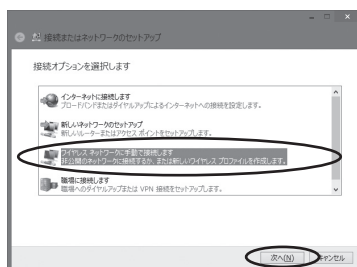 接続またはネットワークのセットアップ
接続オプションを選択します
インターネットに接続します
ブロードバンドまたはダイヤルアップによるインターネットへの接続を設定します。
新しいネットワークのセットアップ
新しいルーターまたはアクセス ポイントをセットアップします。
ワイヤレス ネットワークに手動で接続します
非公開のネットワークに接続するか、または新しいワイヤレス プロファイルを作成します。
職場に接続します
職場へのダイヤルアップまたは VPN 接続をセットアップします。
次へ(N)
キャンセル